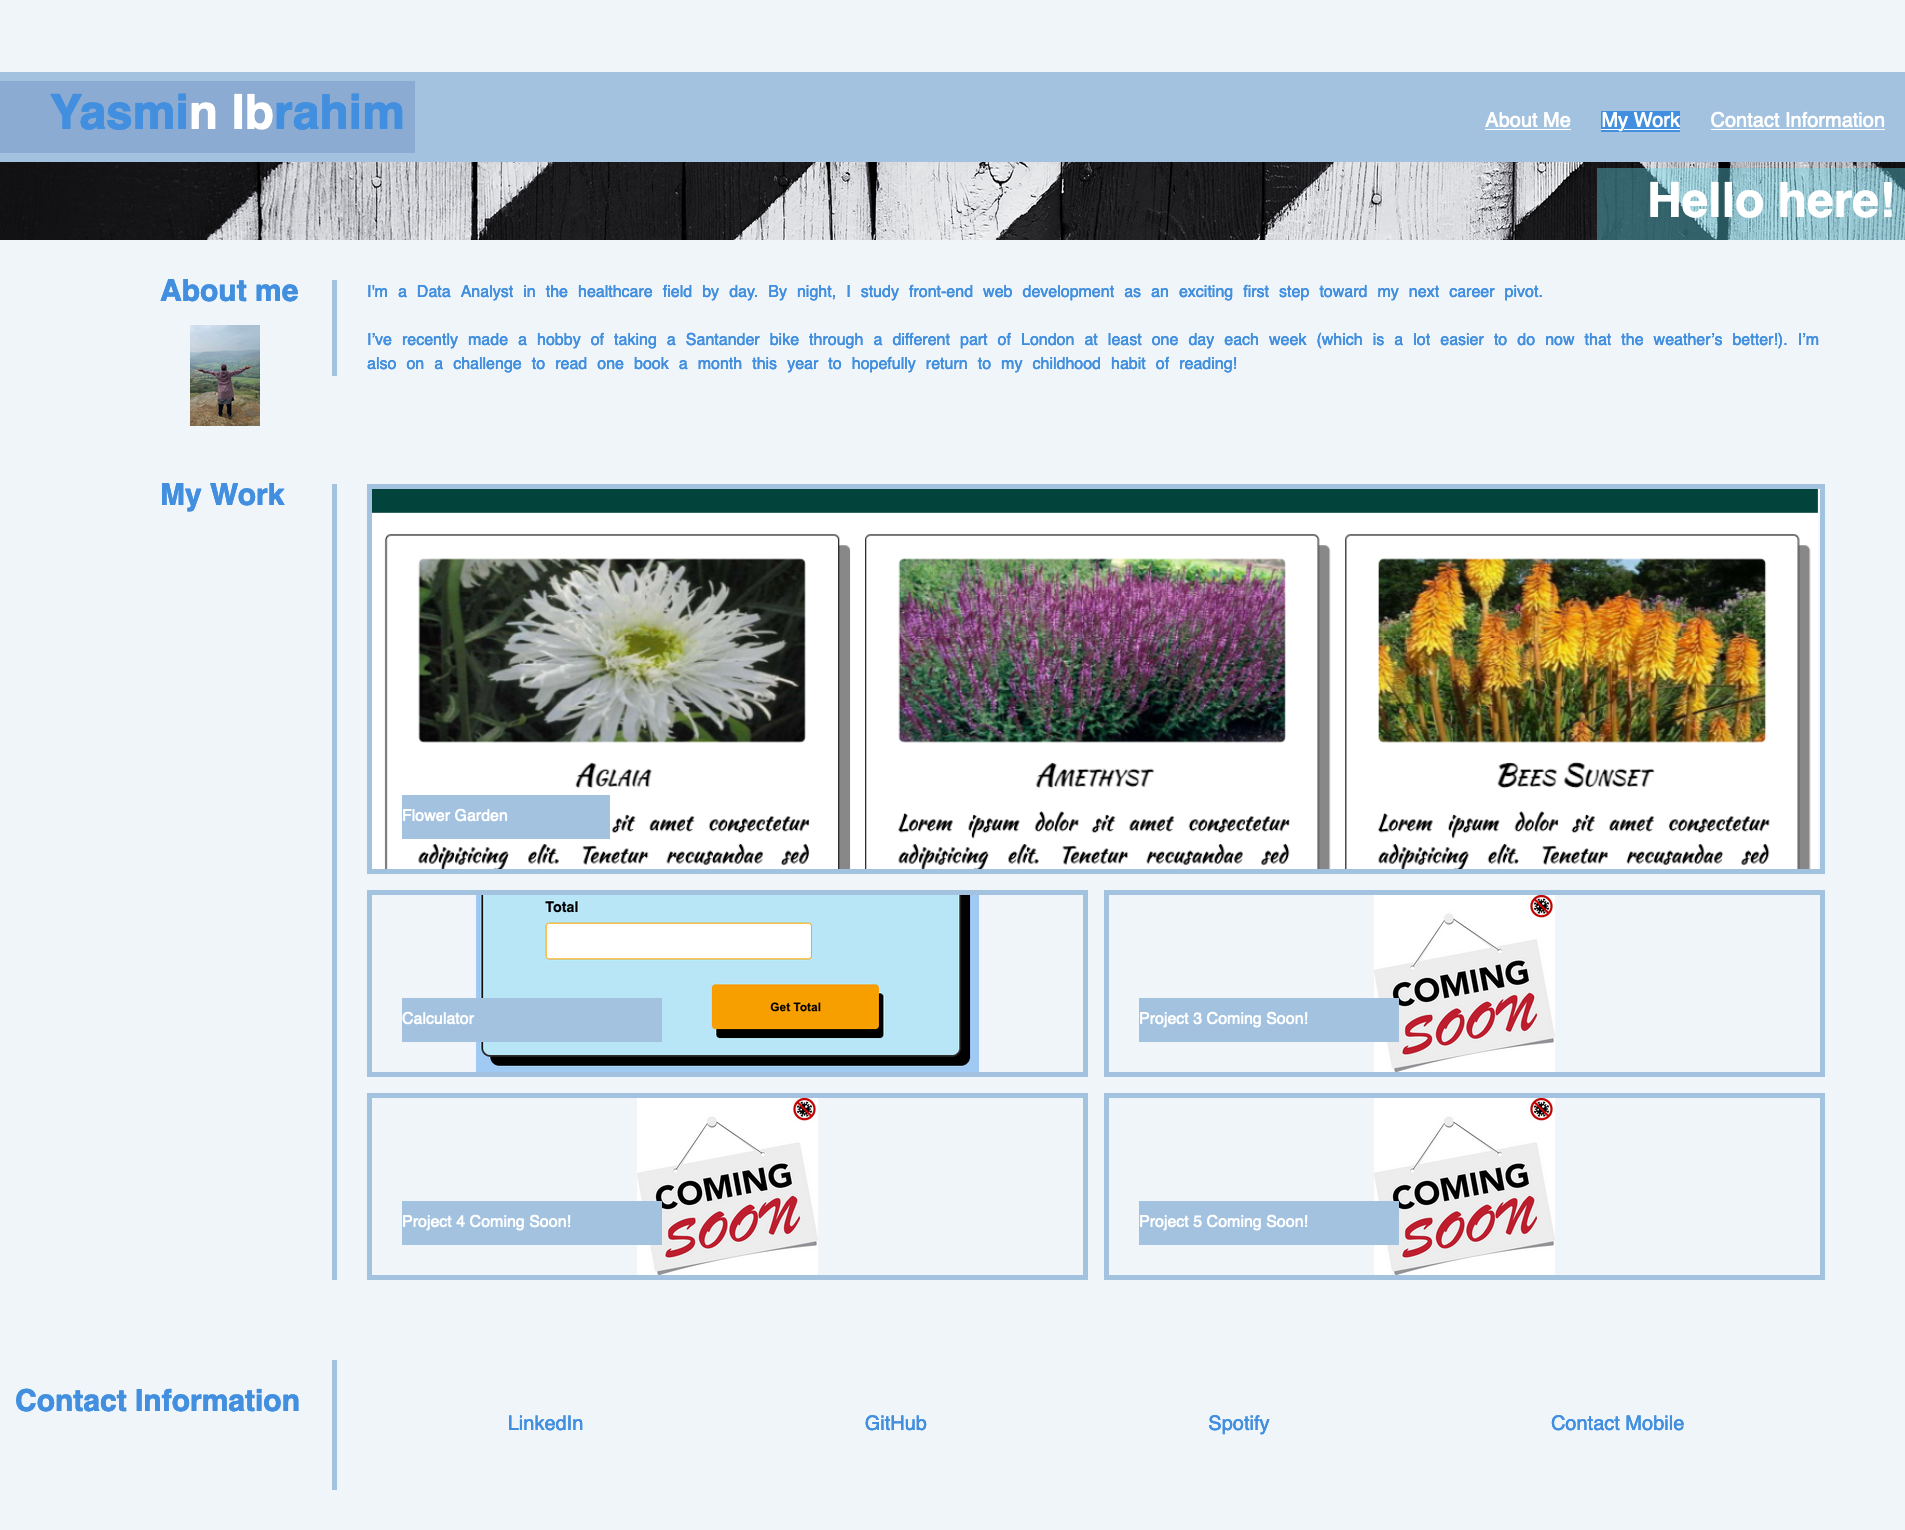 Yasmin Ibrahim
About Me My Work Contact Information
Hello here!
About me
I'm a Data Analyst in the healthcare field by day. By night, I study front-end web development as an exciting first step toward my next career pivot.
I've recently made a hobby of taking a Santander bike through a different part of London at least one day each week (which is a lot easier to do now that the weather's better!). I'm
also on a challenge to read one book a month this year to hopefully return to my childhood habit of reading!
My Work
Aglaia
Flower Garden
sit amet consectetur
adipisicing elit. Tenetur recusandae sed
Amethyst
Lorem ipsum dolor sit amet consectetur
adipisicing elit. Tenetur recusandae sed
Bees Sunset
Lorem ipsum dolor sit amet consectetur
adipisicing elit. Tenetur recusandae sed
Total
Get Total
Calculator
COMING
SOON
Project 3 Coming Soon!
COMING
SOON
Project 4 Coming Soon!
COMING
SOON
Project 5 Coming Soon!
Contact Information
LinkedIn GitHub Spotify Contact Mobile